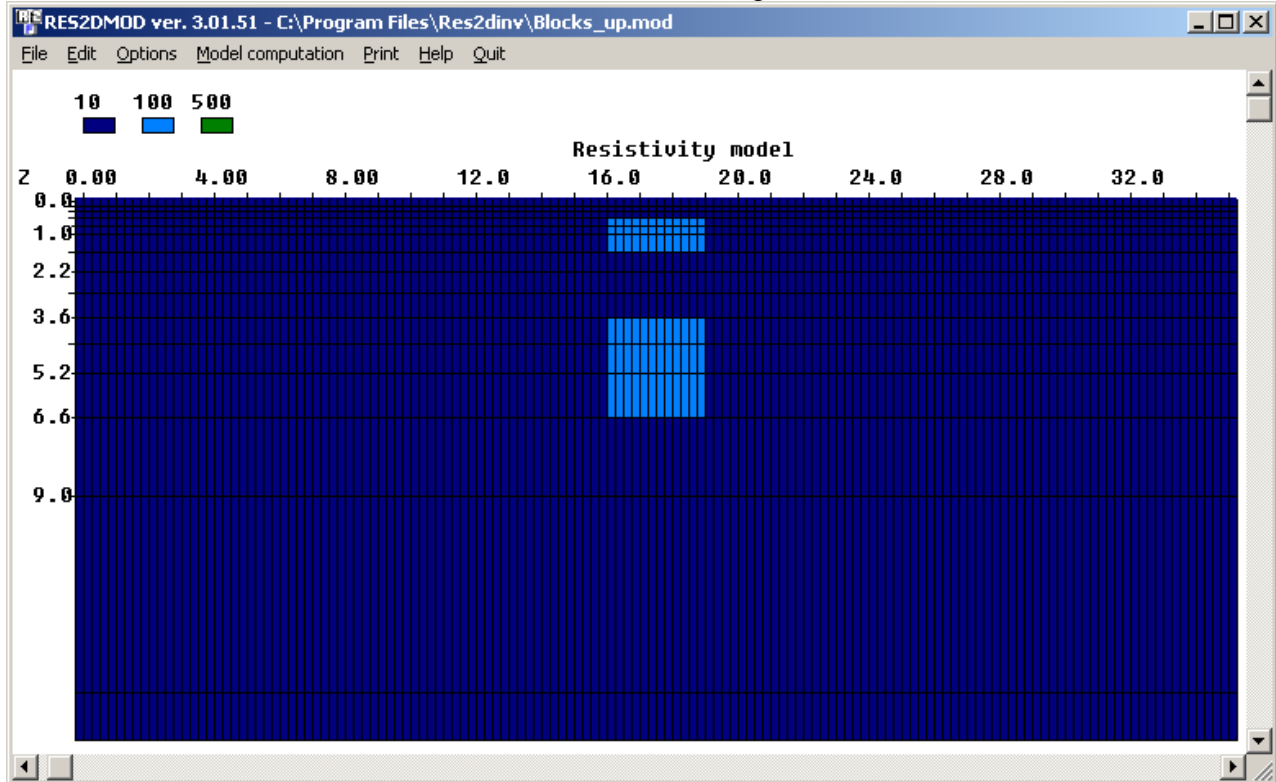 RES2DMOD ver. 3.01.51 - C:\Program Files\Res2dinv\Blocks_up.mod
File Edit Options Model computation Print Help Quit
10 100 500
Resistivity model
Z 0.00 4.00 8.00 12.0 16.0 20.0 24.0 28.0 32.0
0.0
1.0
2.2
3.6
5.2
6.6
9.0